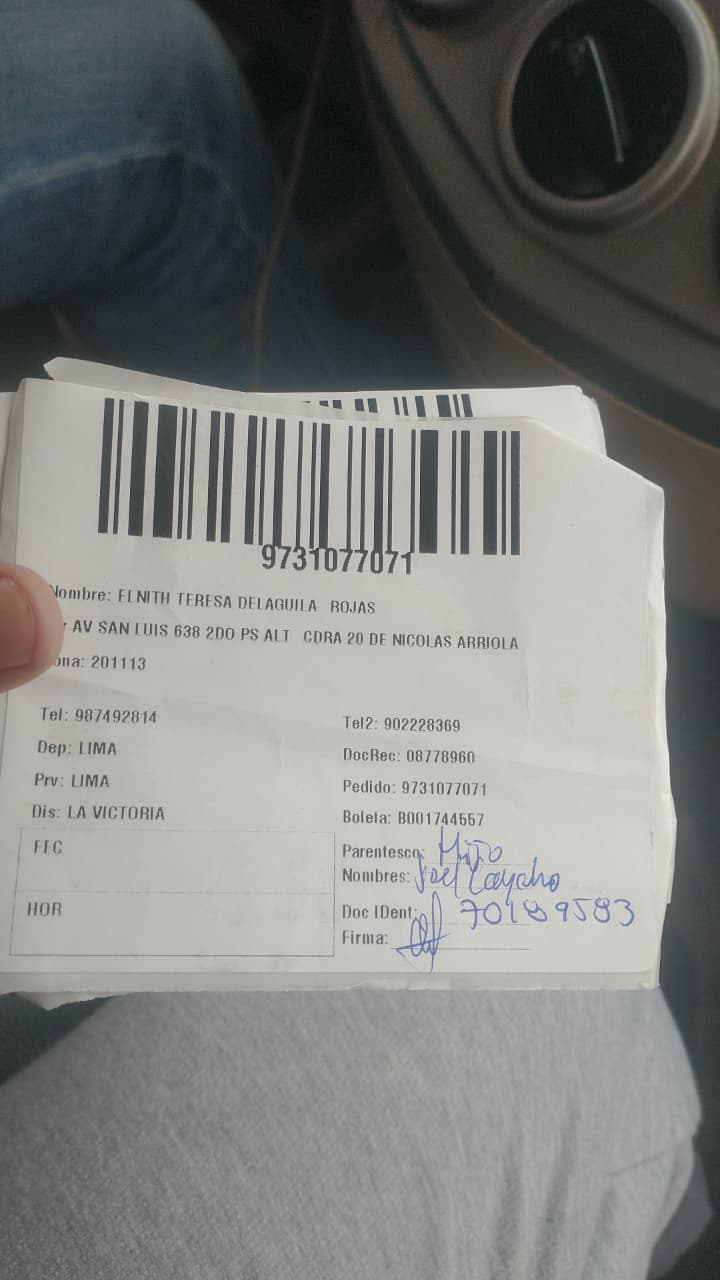 9731077071
Nombre: ELNITH TERESA DELAGUILA ROJAS
r AV SAN LUIS 638 2DO PS ALT CDRA 20 DE NICOLAS ARRIOLA
ona: 201113
Tel: 987492814
Tel2: 902228369
Dep: LIMA
DocRec: 08778960
Prv: LIMA
Pedido: 9731077071
Dis: LA VICTORIA
Boleta: B001744557
FEC
Parentesco: Hijo
Nombres: Joel Caycho
HOR
Doc IDent: 70189583
Firma: